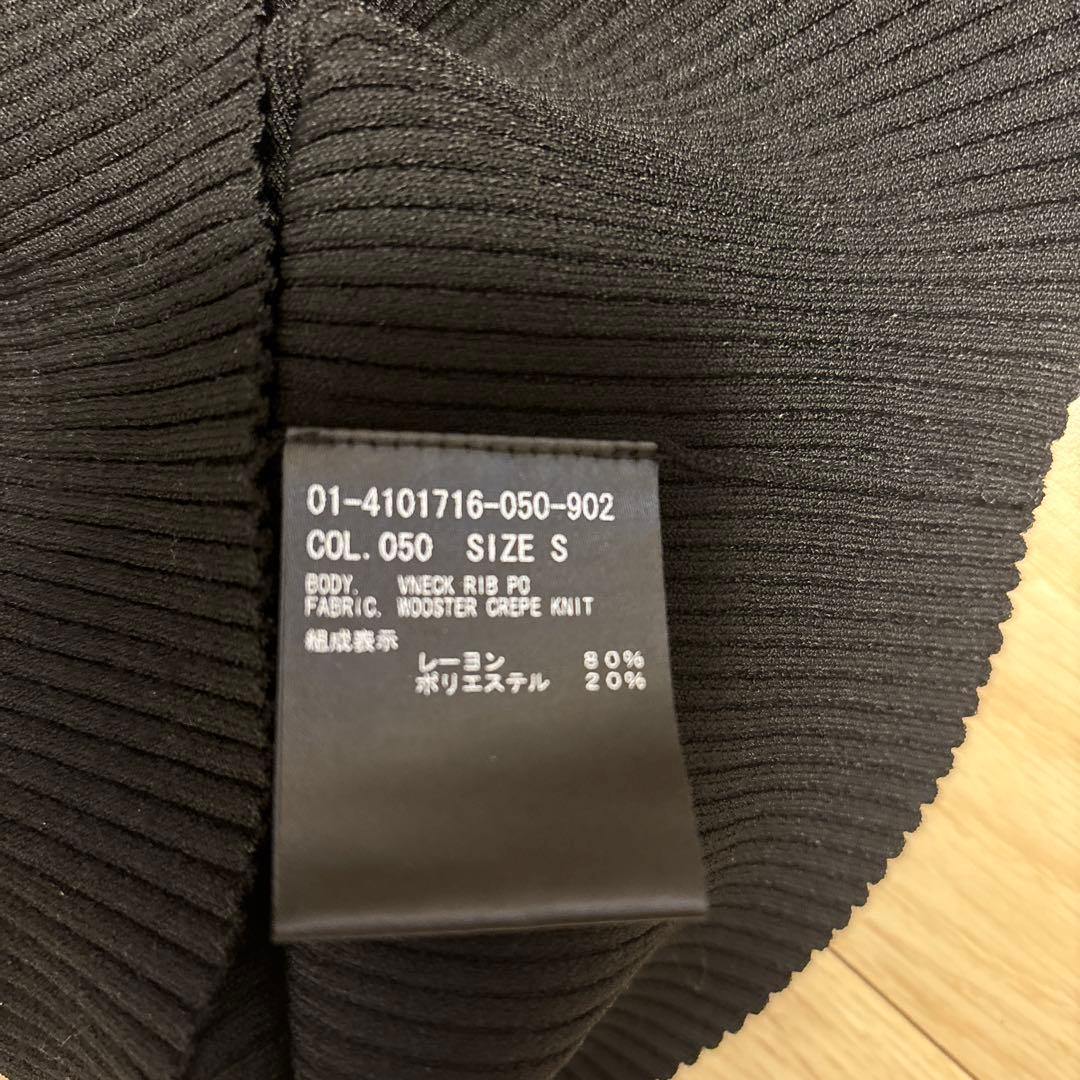 01-4101716-050-902
COL.050 SIZE S
BODY. VNECK RIB PO
FABRIC. WOOSTER CREPE KNIT
組成表示
レーヨン 80%
ポリエステル 20%